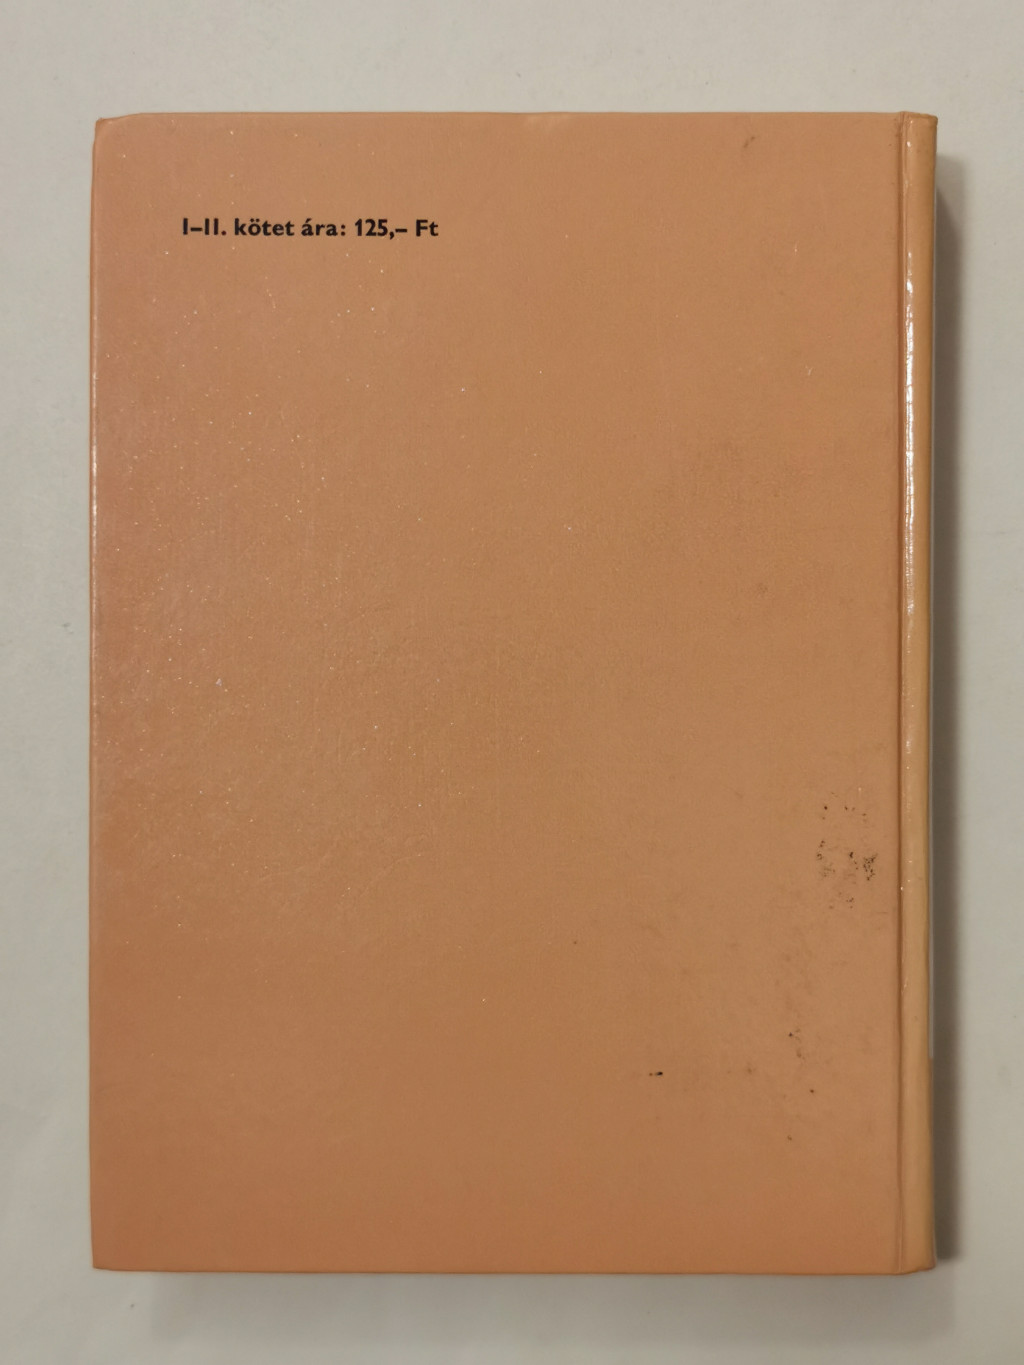 I–II. kötet ára: 125,– Ft